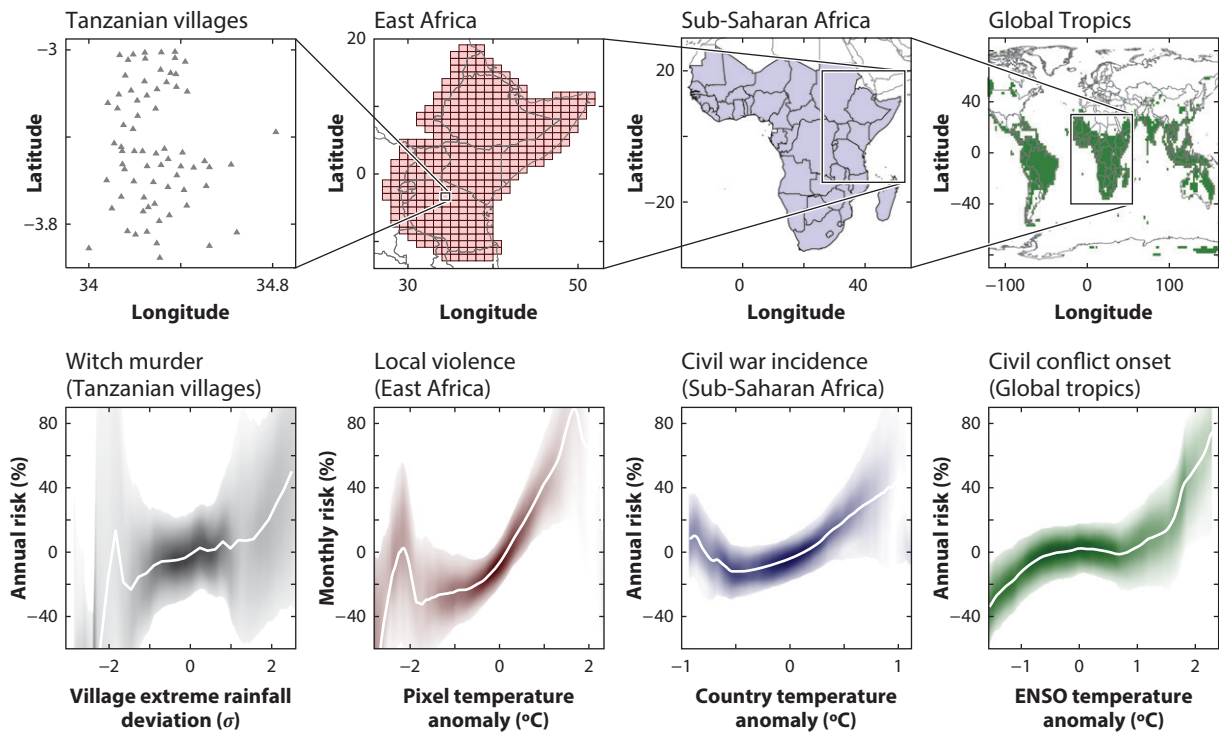 Tanzanian villages
East Africa
Sub-Saharan Africa
Global Tropics
−3
−3.8
Latitude
34
34.8
Longitude
20
0
Latitude
30
50
Longitude
20
−20
Latitude
0
20
40
Longitude
40
0
−40
Latitude
−100
0
100
Longitude
Witch murder
(Tanzanian villages)
80
40
0
−40
Annual risk (%)
−2
0
2
Village extreme rainfall
deviation (σ)
Local violence
(East Africa)
80
40
0
−40
Monthly risk (%)
−2
0
2
Pixel temperature
anomaly (ºC)
Civil war incidence
(Sub-Saharan Africa)
80
40
0
−40
Annual risk (%)
−1
0
1
Country temperature
anomaly (ºC)
Civil conflict onset
(Global tropics)
80
40
0
−40
Annual risk (%)
−1
0
1
2
ENSO temperature
anomaly (ºC)